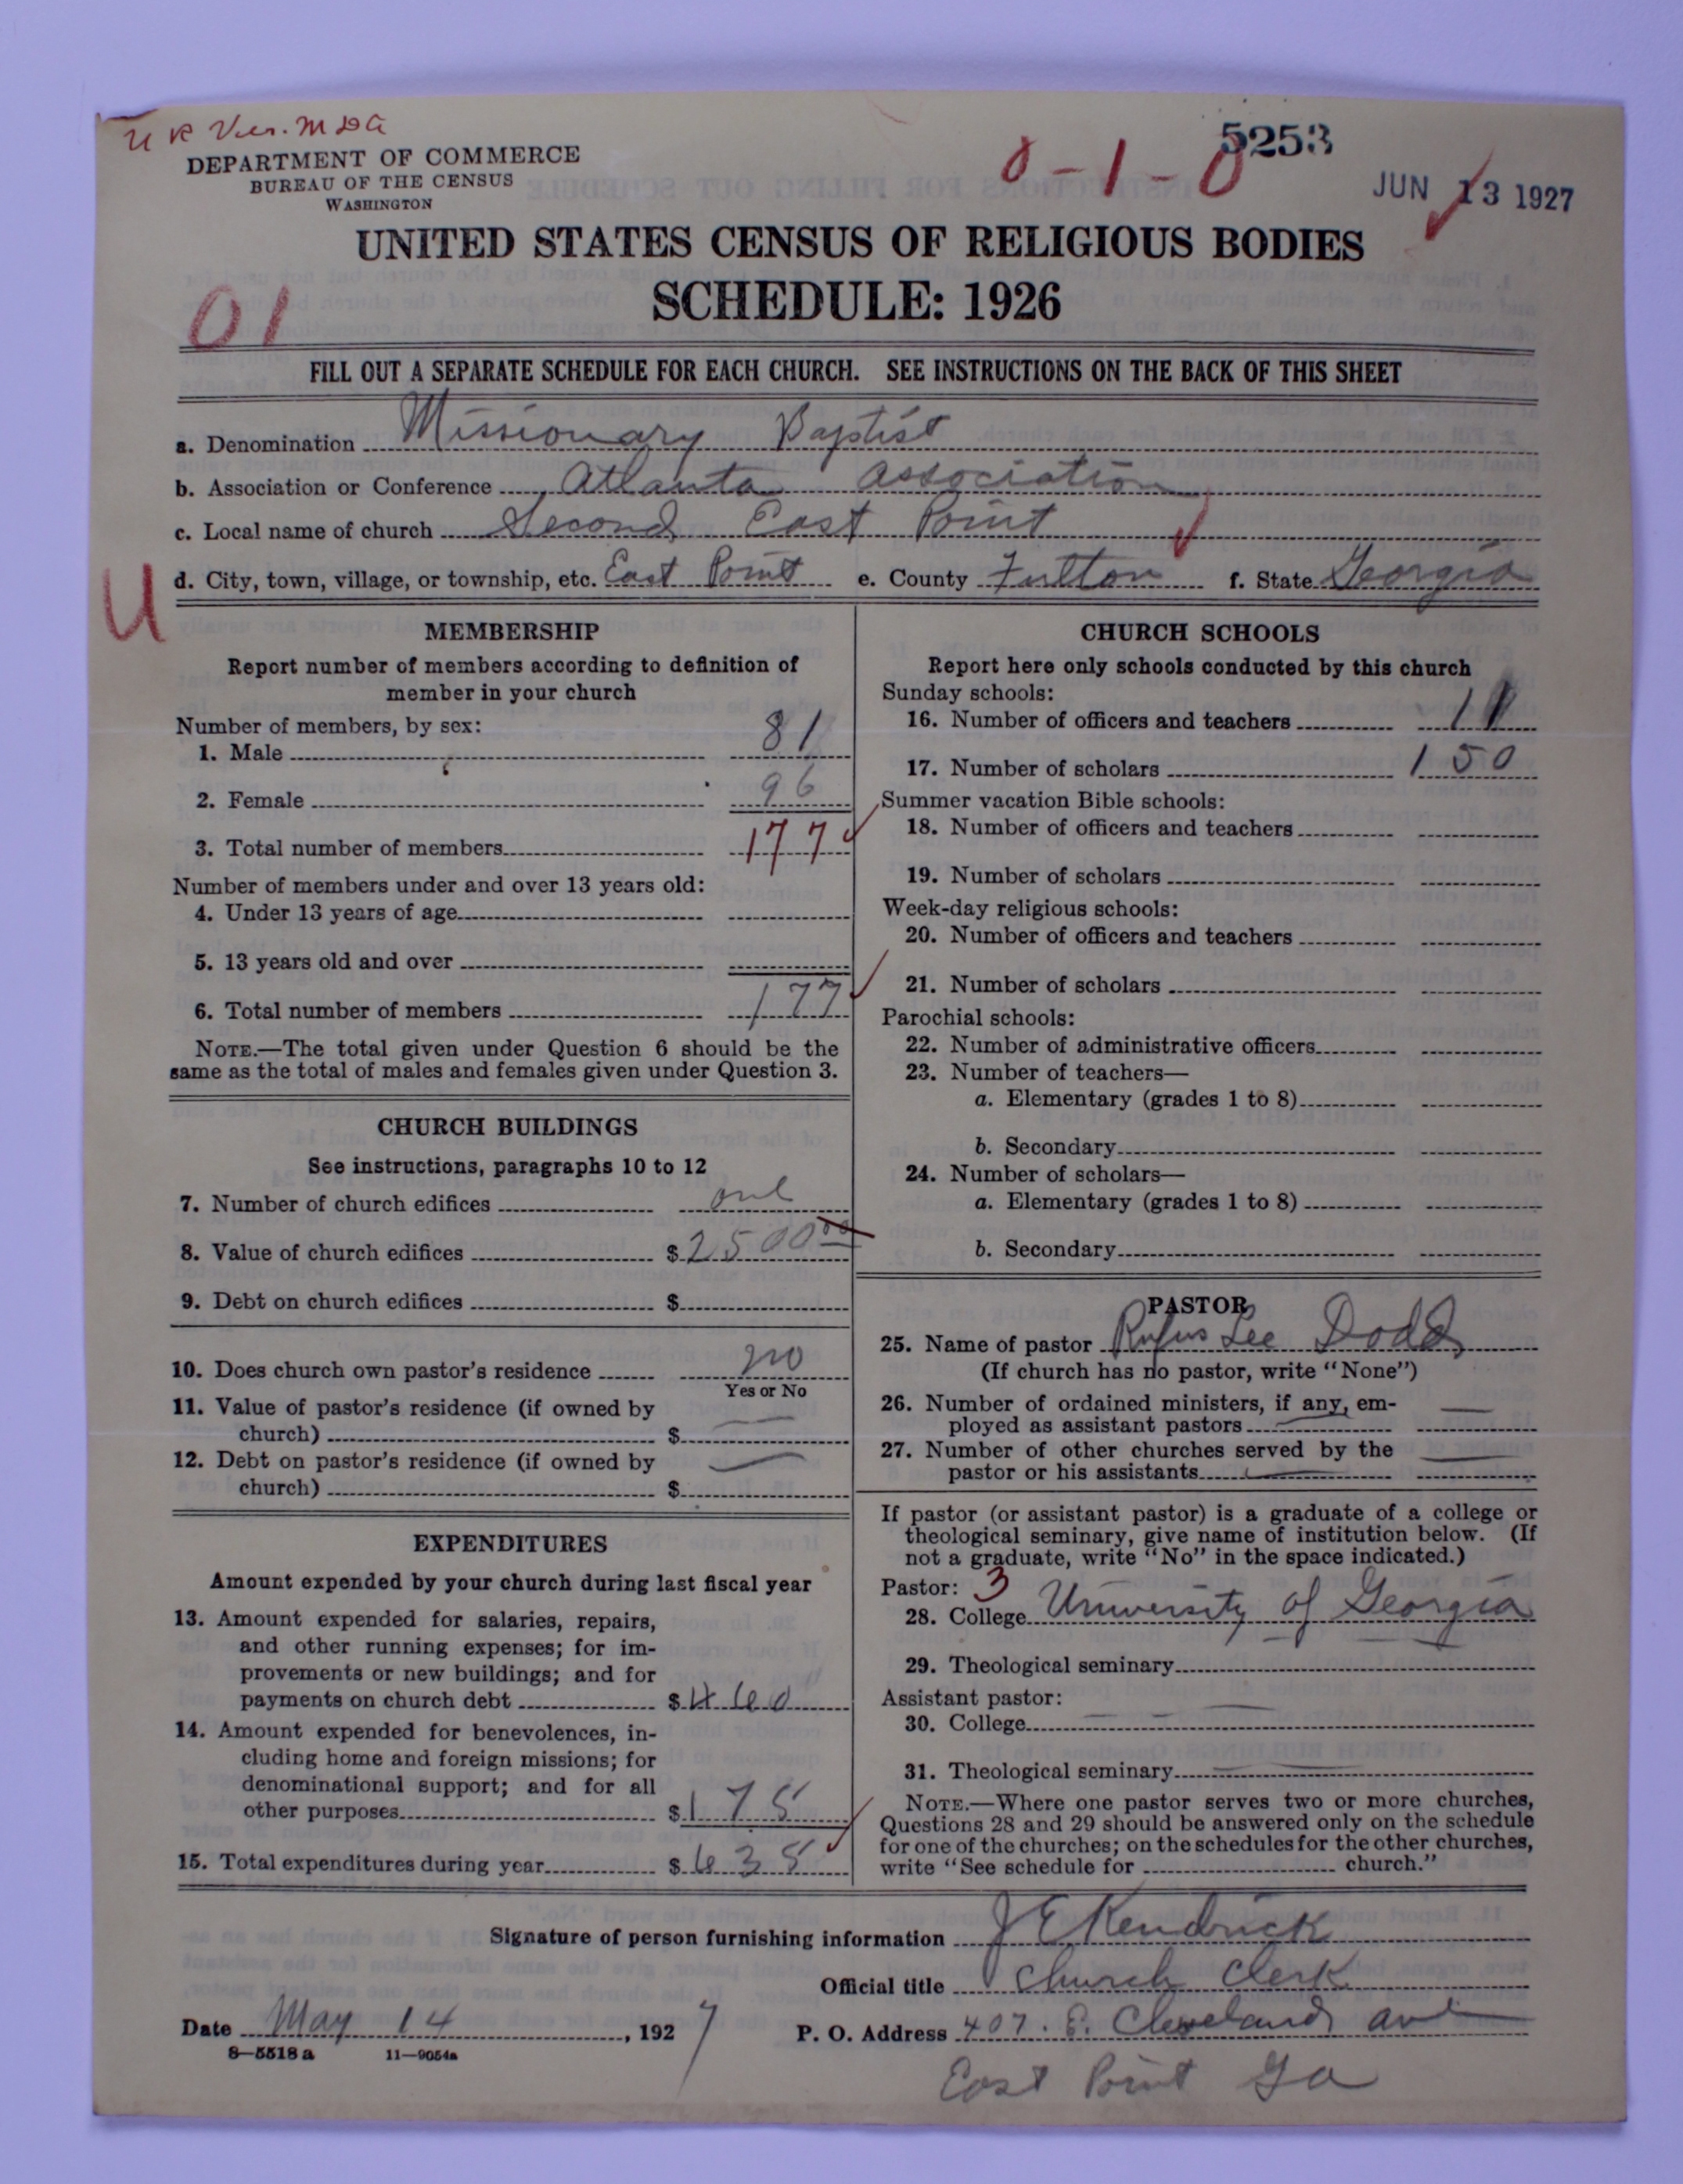 U R Ver. MDA
5253
DEPARTMENT OF COMMERCE
BUREAU OF THE CENSUS
WASHINGTON
0-1-0
JUN 13 1927
UNITED STATES CENSUS OF RELIGIOUS BODIES
SCHEDULE: 1926
01
FILL OUT A SEPARATE SCHEDULE FOR EACH CHURCH. SEE INSTRUCTIONS ON THE BACK OF THIS SHEET
a. Denomination Missionary Baptist
b. Association or Conference Atlanta Association
c. Local name of church Second East Point
d. City, town, village, or township, etc. East Point e. County Fulton f. State Georgia
U
MEMBERSHIP
Report number of members according to definition of
member in your church
Number of members, by sex:
1. Male 81
2. Female 96
3. Total number of members 177
Number of members under and over 13 years old:
4. Under 13 years of age
5. 13 years old and over
6. Total number of members 177
NOTE.—The total given under Question 6 should be the
same as the total of males and females given under Question 3.
CHURCH BUILDINGS
See instructions, paragraphs 10 to 12
7. Number of church edifices one
8. Value of church edifices $2500.00
9. Debt on church edifices $
10. Does church own pastor's residence no
Yes or No
11. Value of pastor's residence (if owned by
church) $
12. Debt on pastor's residence (if owned by
church) $
EXPENDITURES
Amount expended by your church during last fiscal year
13. Amount expended for salaries, repairs,
and other running expenses; for im-
provements or new buildings; and for
payments on church debt $460
14. Amount expended for benevolences, in-
cluding home and foreign missions; for
denominational support; and for all
other purposes $175
15. Total expenditures during year $635
CHURCH SCHOOLS
Report here only schools conducted by this church
Sunday schools:
16. Number of officers and teachers 11
17. Number of scholars 150
Summer vacation Bible schools:
18. Number of officers and teachers
19. Number of scholars
Week-day religious schools:
20. Number of officers and teachers
21. Number of scholars
Parochial schools:
22. Number of administrative officers
23. Number of teachers—
a. Elementary (grades 1 to 8)
b. Secondary
24. Number of scholars—
a. Elementary (grades 1 to 8)
b. Secondary
PASTOR
25. Name of pastor Rufus Lee Dodd
(If church has no pastor, write "None")
26. Number of ordained ministers, if any, em-
ployed as assistant pastors —
27. Number of other churches served by the
pastor or his assistants —
If pastor (or assistant pastor) is a graduate of a college or
theological seminary, give name of institution below. (If
not a graduate, write "No" in the space indicated.)
Pastor: 3
28. College University of Georgia
29. Theological seminary
Assistant pastor:
30. College
31. Theological seminary
NOTE.—Where one pastor serves two or more churches,
Questions 28 and 29 should be answered only on the schedule
for one of the churches; on the schedules for the other churches,
write "See schedule for church."
Signature of person furnishing information J E Kendrick
Official title Church Clerk
Date May 14, 1927 P. O. Address 407. E. Cleveland ave
8—5518a 11—9054a
East Point Ga